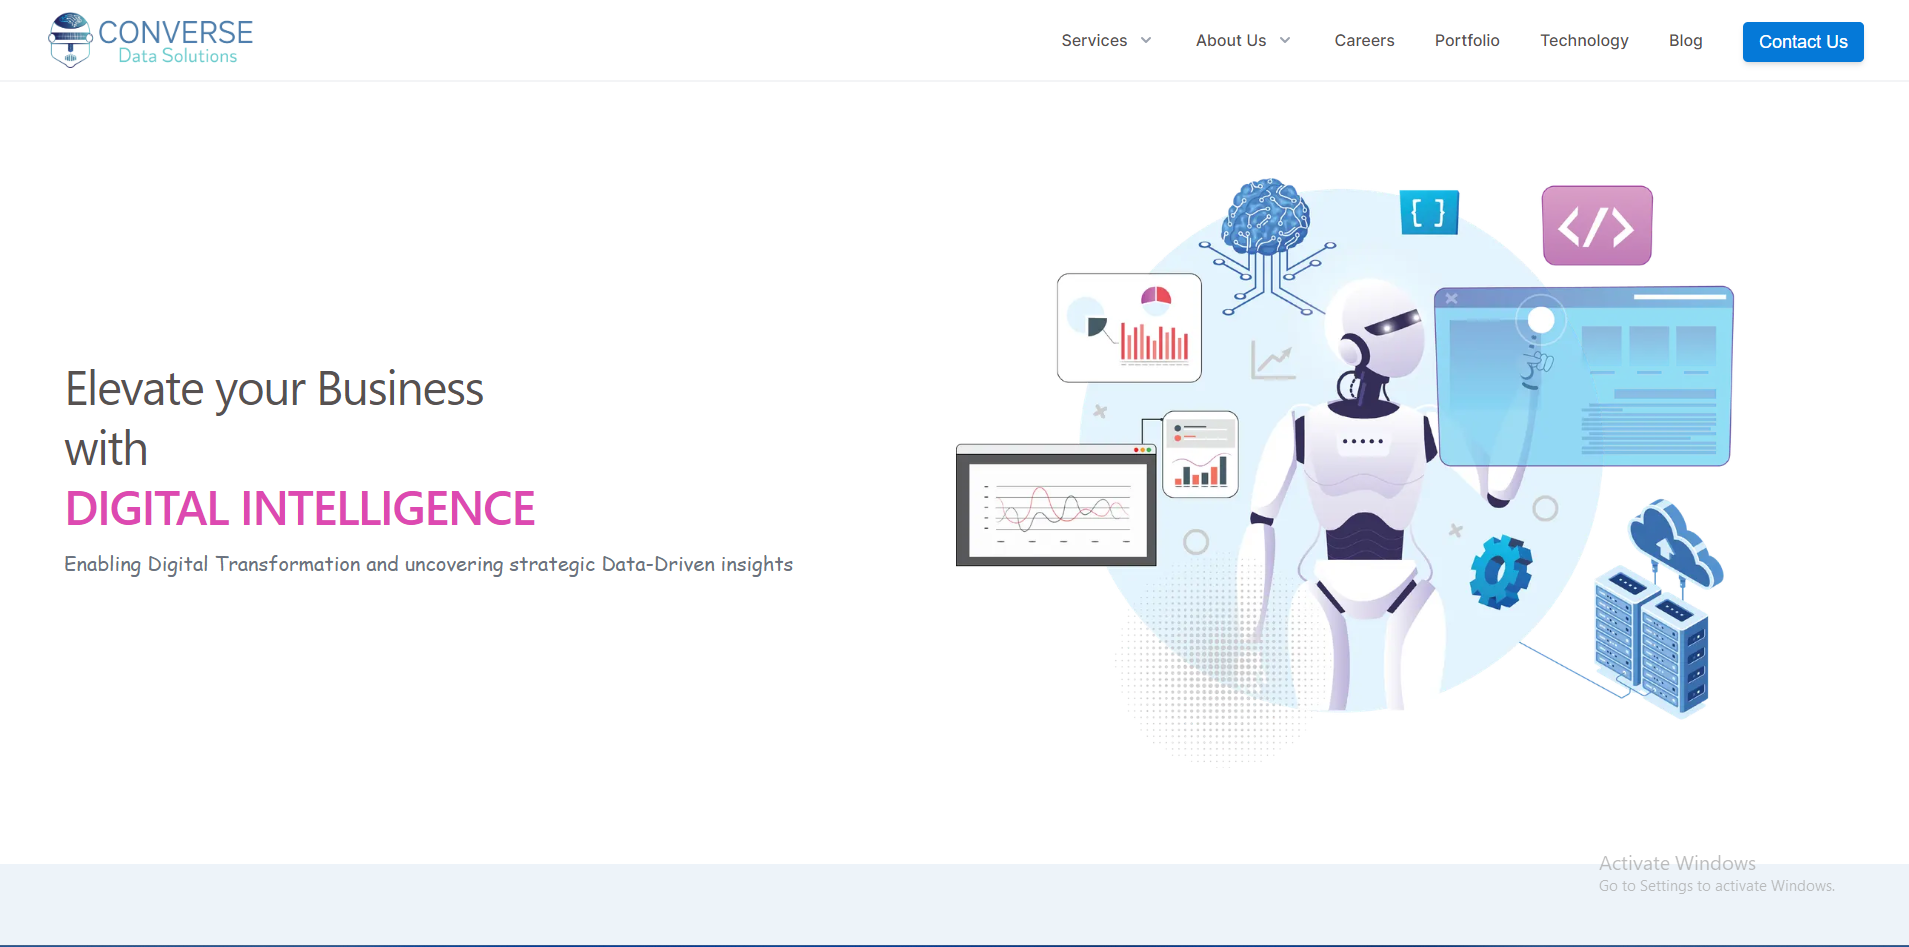 CONVERSE
Data Solutions
Services
About Us
Careers
Portfolio
Technology
Blog
Contact Us
{ }
</>
Elevate your Business
with
DIGITAL INTELLIGENCE
Enabling Digital Transformation and uncovering strategic Data-Driven insights
Activate Windows
Go to Settings to activate Windows.